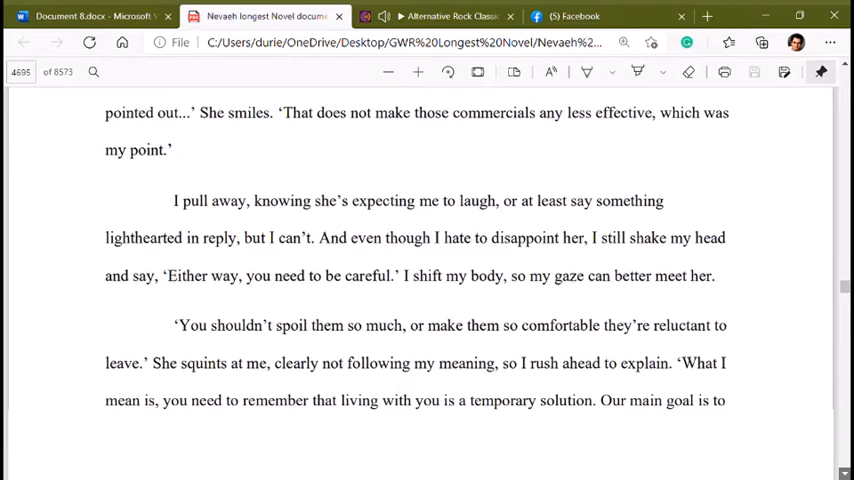 Document 8.docx - Microsoft W
Nevaeh longest Novel docume
Alternative Rock Classic
(5) Facebook
File
C:/Users/durie/OneDrive/Desktop/GWR%20Longest%20Novel/Nevaeh%2...
4695 of 8573
pointed out...’ She smiles. ‘That does not make those commercials any less effective, which was
my point.’
I pull away, knowing she’s expecting me to laugh, or at least say something
lighthearted in reply, but I can’t. And even though I hate to disappoint her, I still shake my head
and say, ‘Either way, you need to be careful.’ I shift my body, so my gaze can better meet her.
‘You shouldn’t spoil them so much, or make them so comfortable they’re reluctant to
leave.’ She squints at me, clearly not following my meaning, so I rush ahead to explain. ‘What I
mean is, you need to remember that living with you is a temporary solution. Our main goal is to